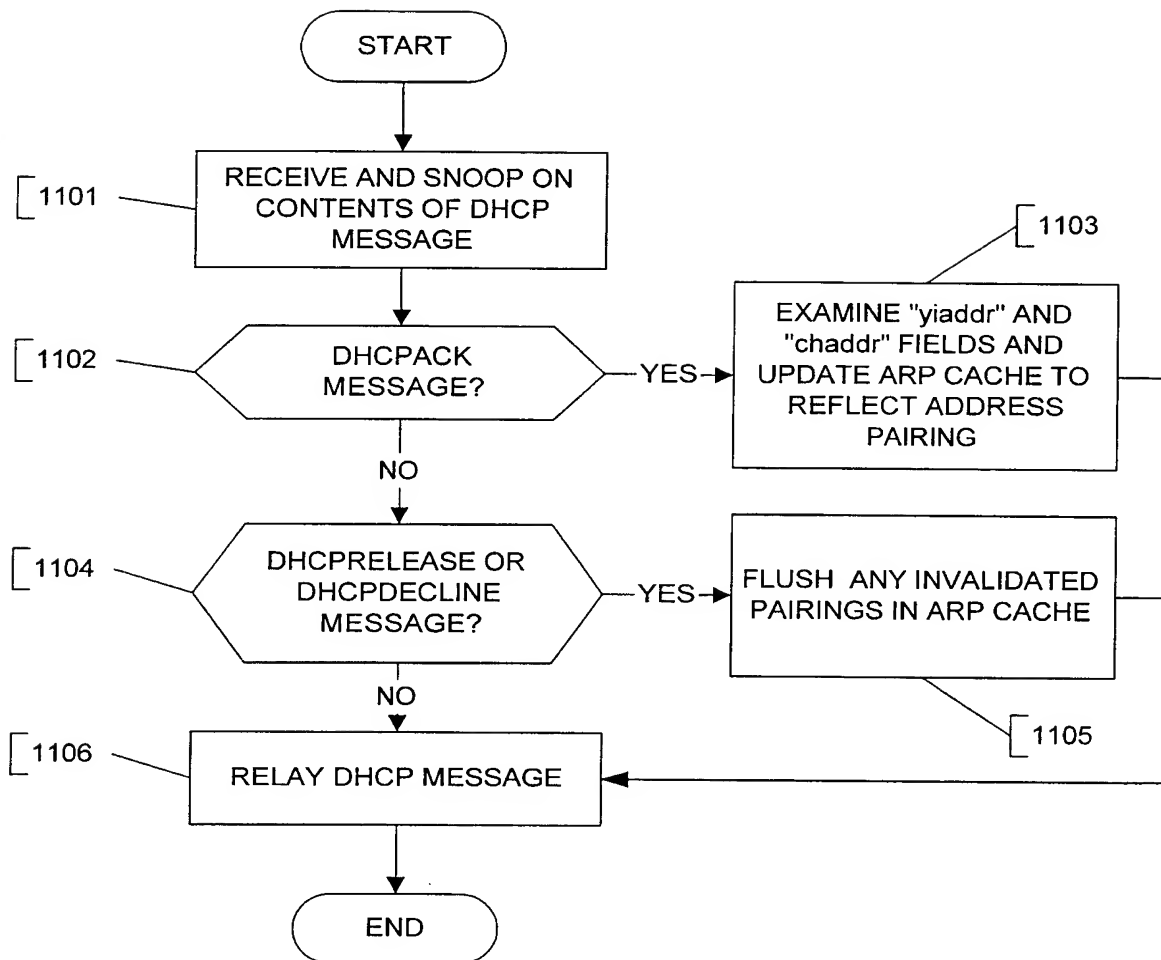 START
1101
RECEIVE AND SNOOP ON
CONTENTS OF DHCP
MESSAGE
1103
1102
DHCPACK
MESSAGE?
YES
EXAMINE "yiaddr" AND
"chaddr" FIELDS AND
UPDATE ARP CACHE TO
REFLECT ADDRESS
PAIRING
NO
1104
DHCPRELEASE OR
DHCPDECLINE
MESSAGE?
YES
FLUSH ANY INVALIDATED
PAIRINGS IN ARP CACHE
NO
1105
1106
RELAY DHCP MESSAGE
END